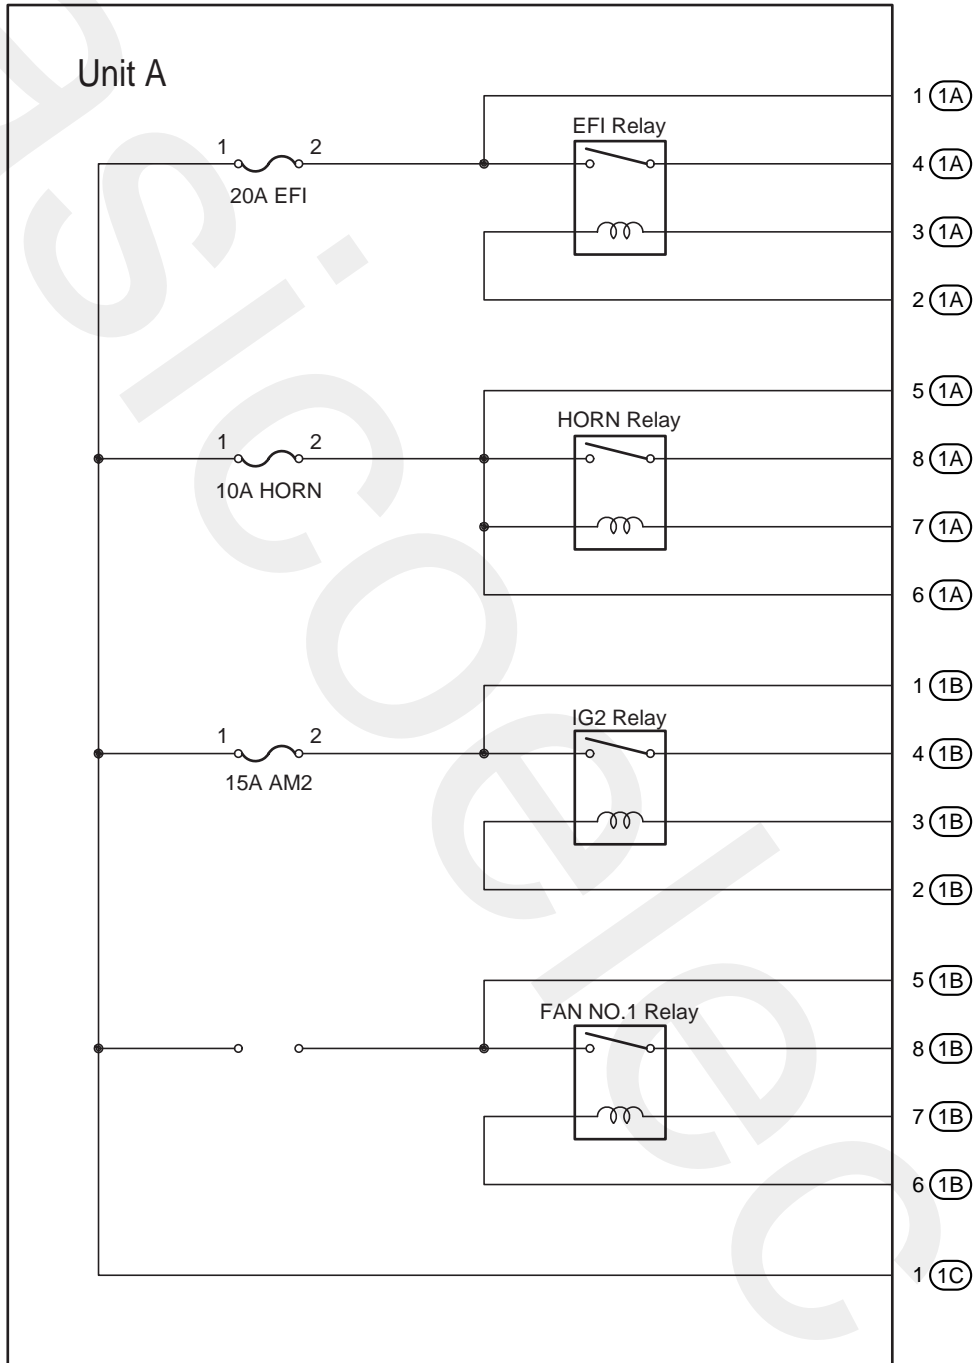 Unit A
1 1A
EFI Relay
1 2
4 1A
20A EFI
3 1A
2 1A
5 1A
HORN Relay
1 2
8 1A
10A HORN
7 1A
6 1A
1 1B
IG2 Relay
1 2
4 1B
15A AM2
3 1B
2 1B
5 1B
FAN NO.1 Relay
8 1B
7 1B
6 1B
1 1C
asicoelec